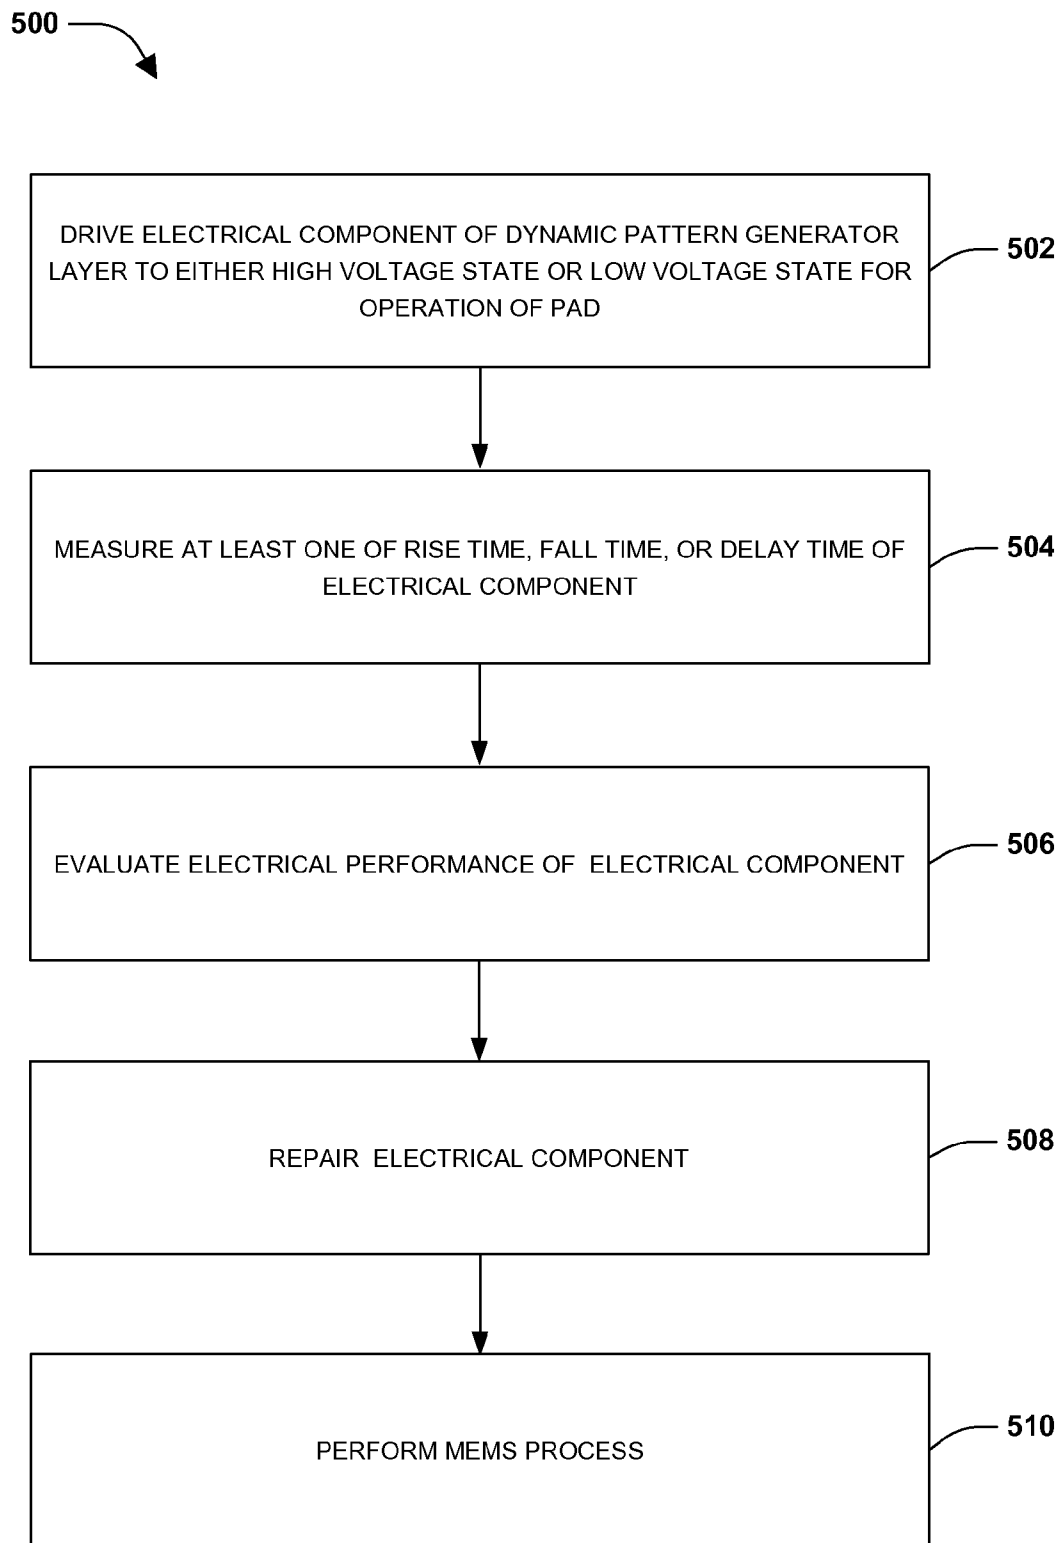 500
DRIVE ELECTRICAL COMPONENT OF DYNAMIC PATTERN GENERATOR
LAYER TO EITHER HIGH VOLTAGE STATE OR LOW VOLTAGE STATE FOR
OPERATION OF PAD
502
MEASURE AT LEAST ONE OF RISE TIME, FALL TIME, OR DELAY TIME OF
ELECTRICAL COMPONENT
504
EVALUATE ELECTRICAL PERFORMANCE OF ELECTRICAL COMPONENT
506
REPAIR ELECTRICAL COMPONENT
508
PERFORM MEMS PROCESS
510